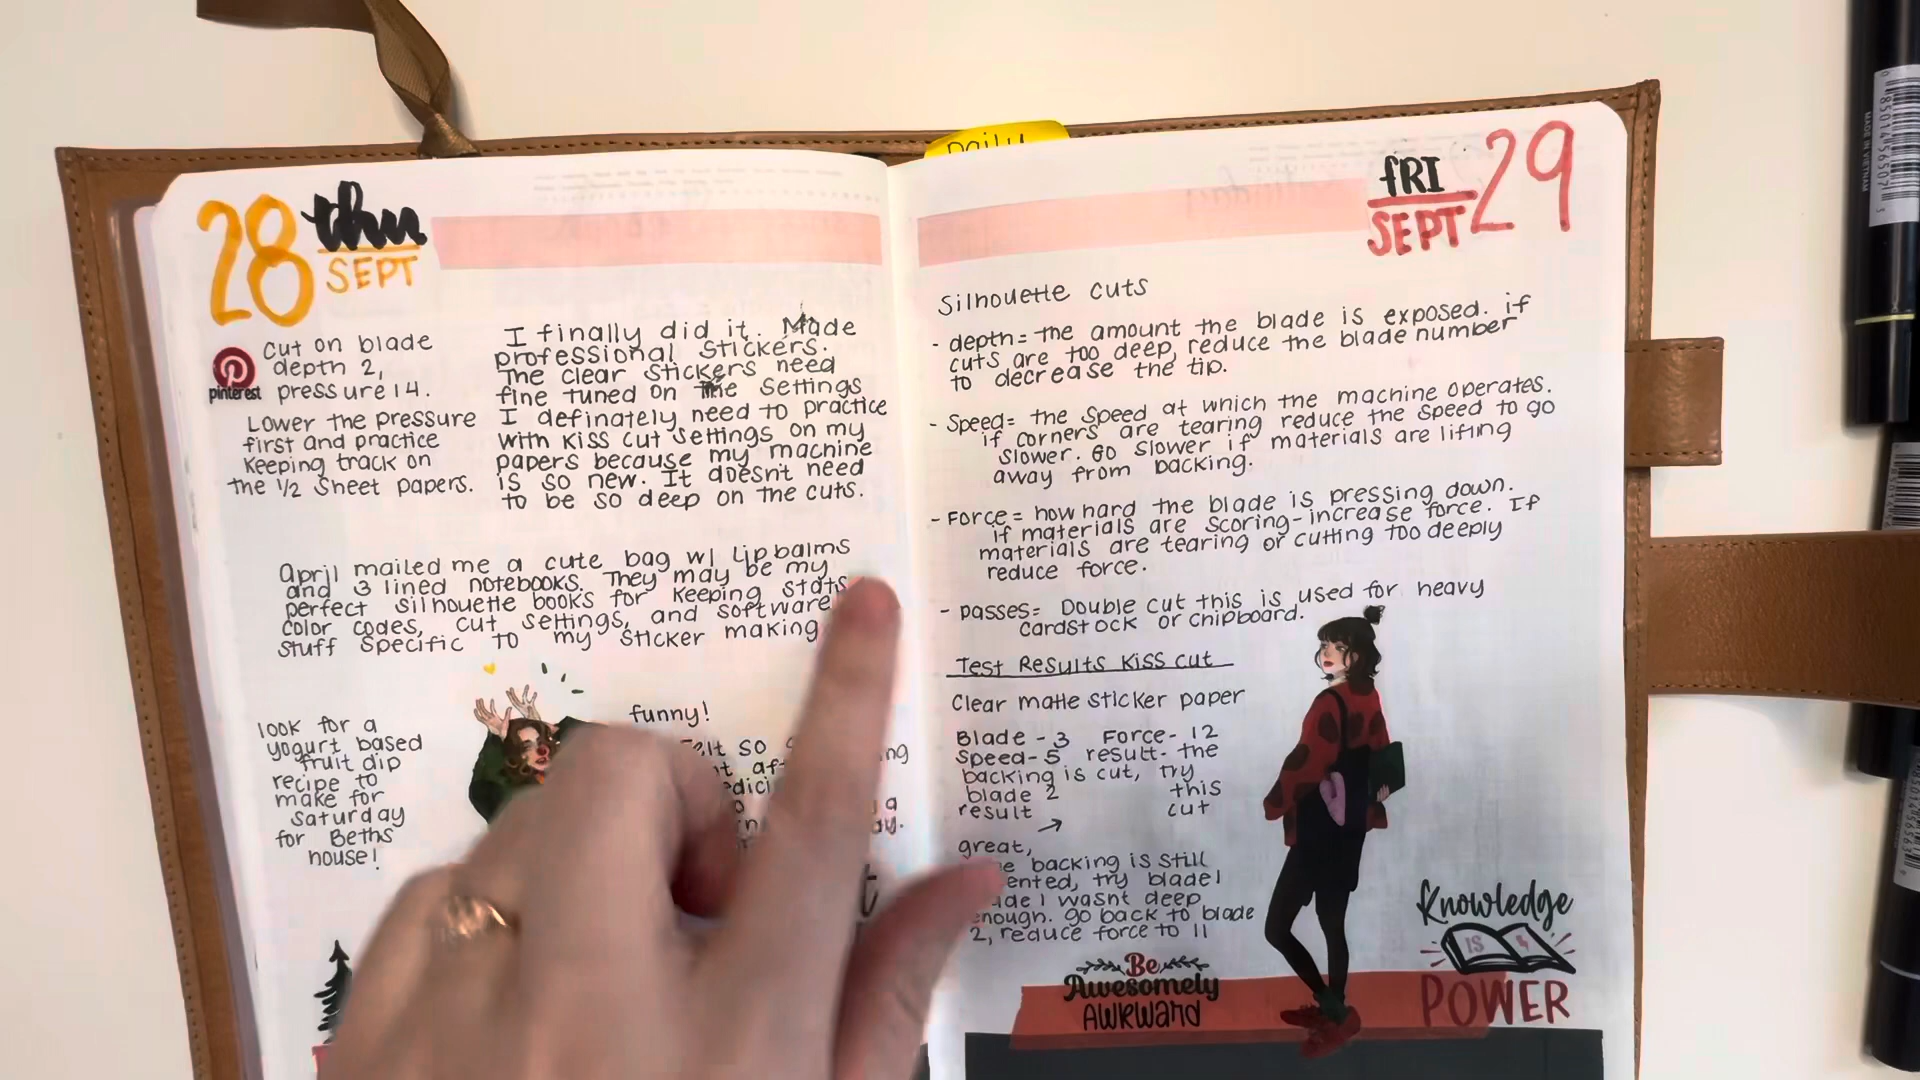 Daily
28 thu
SEPT
pinterest
Cut on blade
depth 2,
pressure 14.
Lower the pressure
first and practice
Keeping track on
the 1/2 sheet papers.
I finally did it. Made
professional stickers.
The clear stickers need
fine tuned on the settings
I definately need to practice
with kiss cut settings on my
papers because my machine
is so new. It doesn't need
to be so deep on the cuts.
April mailed me a cute bag w/ lip balms
and 3 lined notebooks. They may be my
perfect silhouette books for keeping stats
color codes, cut settings, and software
stuff specific to my sticker making
look for a
yogurt based
fruit dip
recipe to
make for
Saturday
for Beths
house!
funny!
felt so
fRI
SEPT 29
Silhouette cuts
- depth = the amount the blade is exposed. if
cuts are too deep, reduce the blade number
to decrease the tip.
- Speed = the speed at which the machine operates.
if corners are tearing reduce the speed to go
slower. Go slower if materials are lifting
away from backing.
- Force = how hard the blade is pressing down.
if materials are scoring - increase force. If
materials are tearing or cutting too deeply
reduce force.
- passes = Double cut this is used for heavy
cardstock or chipboard.
Test Results Kiss cut
Clear matte sticker paper
Blade - 3 Force - 12
Speed - 5 result - the
backing is cut, try
blade 2 this
result → cut
great,
backing is still
try blade 1
1 wasnt deep
enough. go back to blade
2, reduce force to 11
Be
Awesomely
AWKWARD
Knowledge
IS
POWER
MADE IN VIETNAM